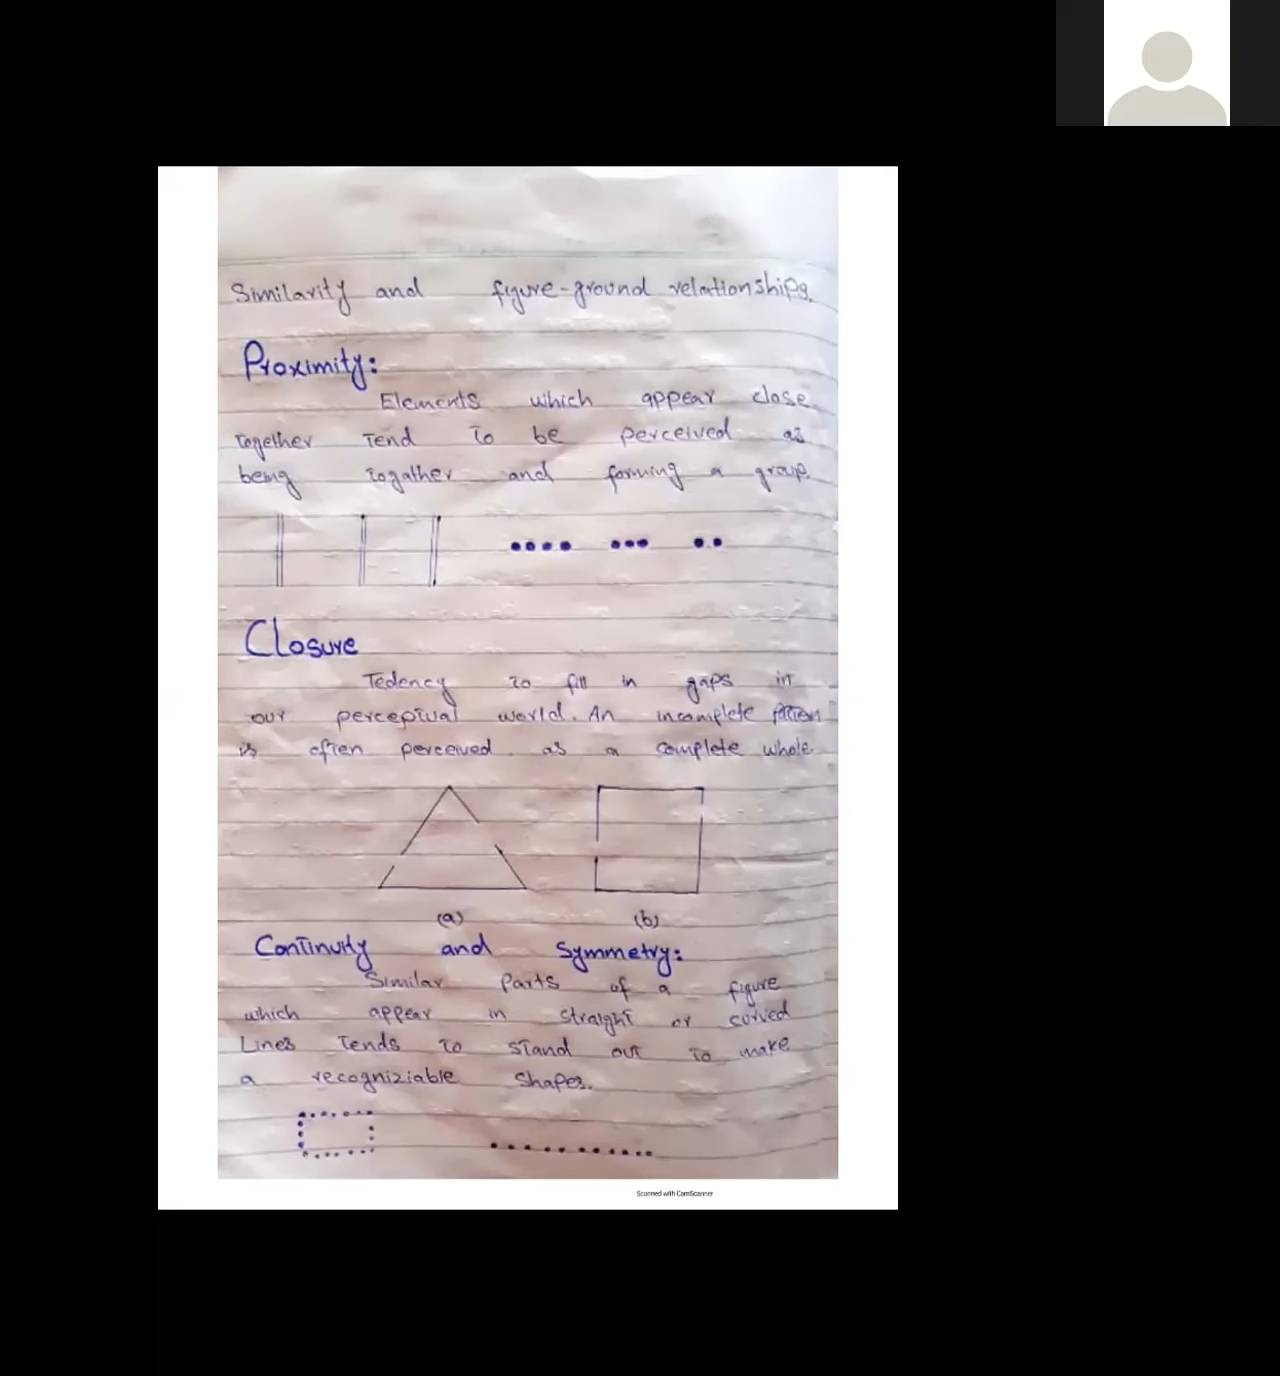 Similarity and figure-ground relationships.
Proximity:
Elements which appear close
together tend to be perceived as
being togather and forming a group.
Closure
Tedency to fill in gaps in
our perceptual world. An incomplete
is often perceived as a complete whole
(a) (b)
Continuity and Symmetry:
Similar Parts of a figure
which appear in straight or curved
Lines tends to stand out to make
a recogniziable shapes.
Scanned with CamScanner